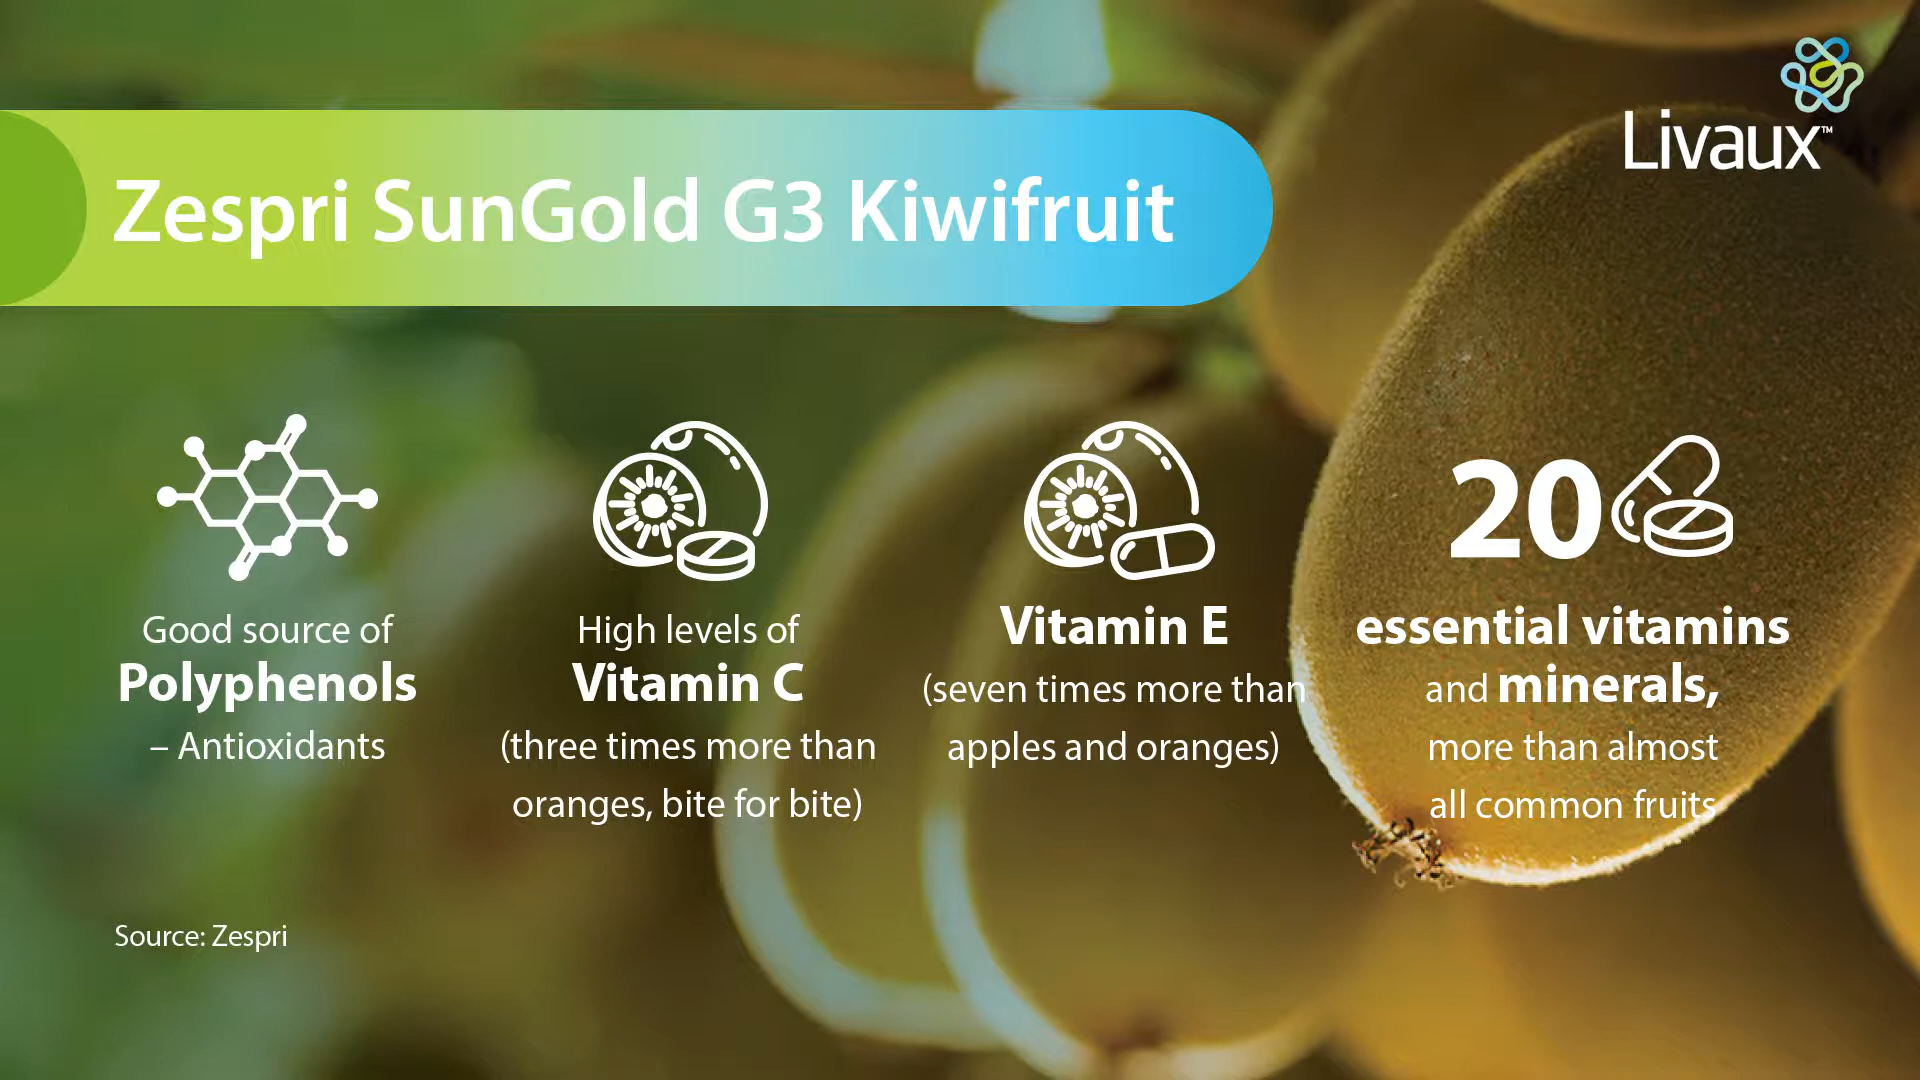 Livaux™
Zespri SunGold G3 Kiwifruit
Good source of
Polyphenols
– Antioxidants
High levels of
Vitamin C
(three times more than
oranges, bite for bite)
Vitamin E
(seven times more than
apples and oranges)
20
essential vitamins
and minerals,
more than almost
all common fruits
Source: Zespri